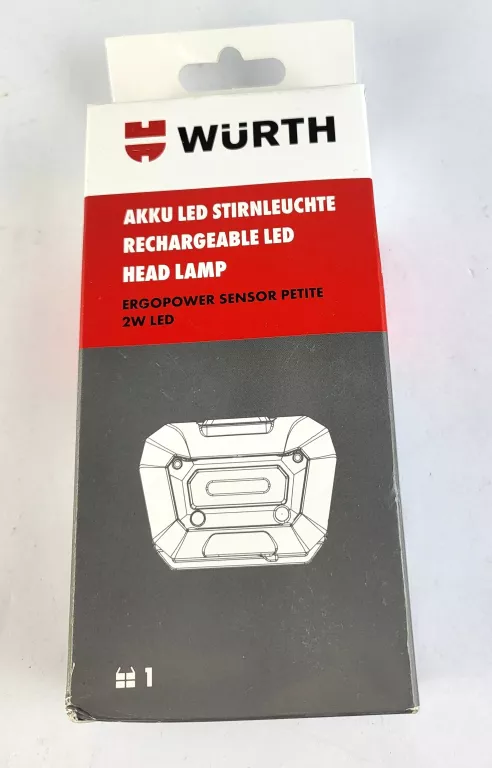 WÜRTH
AKKU LED STIRNLEUCHTE
RECHARGEABLE LED
HEAD LAMP
ERGOPOWER SENSOR PETITE
2W LED
1